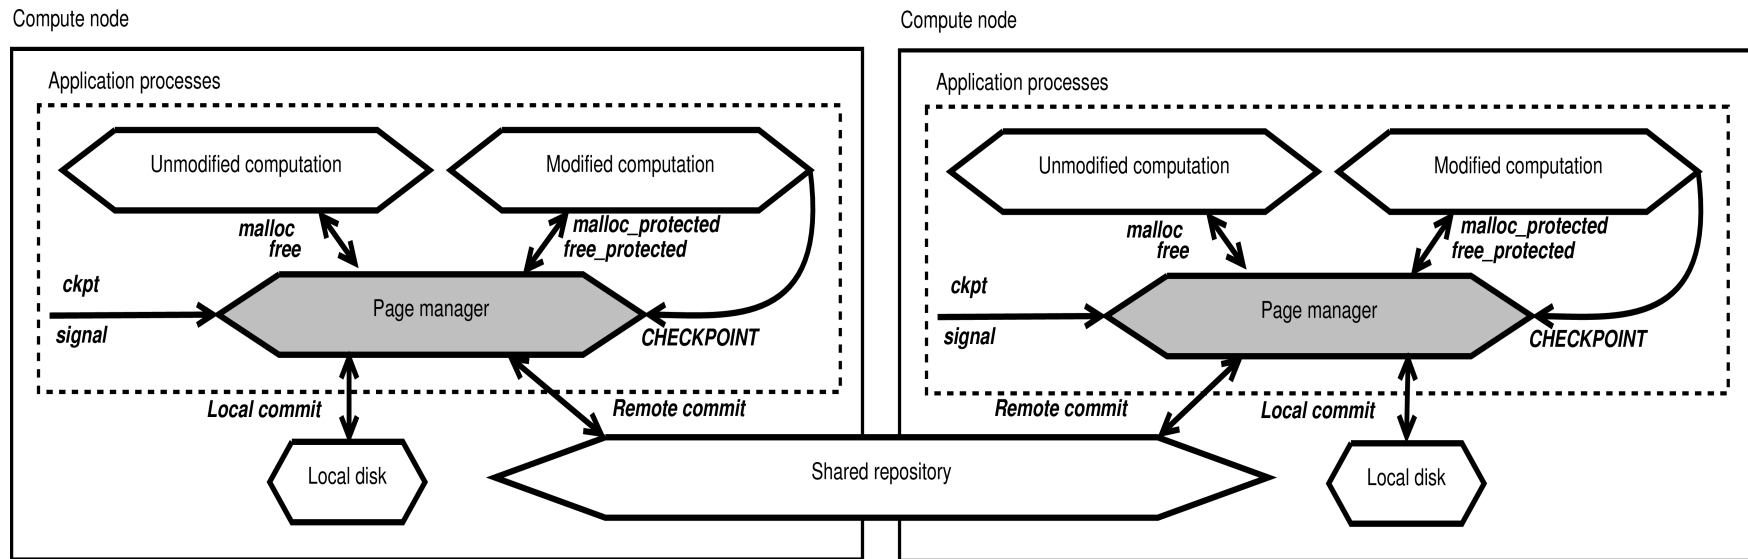 Compute node
Application processes
Unmodified computation
Modified computation
malloc
free
malloc_protected
free_protected
ckpt
signal
Page manager
CHECKPOINT
Local commit
Remote commit
Local disk
Shared repository
Compute node
Application processes
Unmodified computation
Modified computation
malloc
free
malloc_protected
free_protected
ckpt
signal
Page manager
CHECKPOINT
Remote commit
Local commit
Local disk